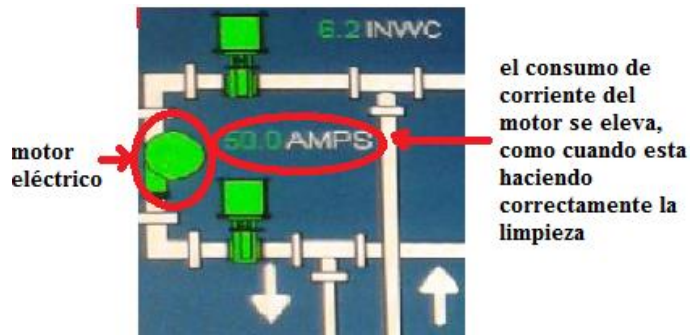 6.2 INWC
60.0 AMPS
motor
eléctrico
el consumo de
corriente del
motor se eleva,
como cuando esta
haciendo
correctamente la
limpieza